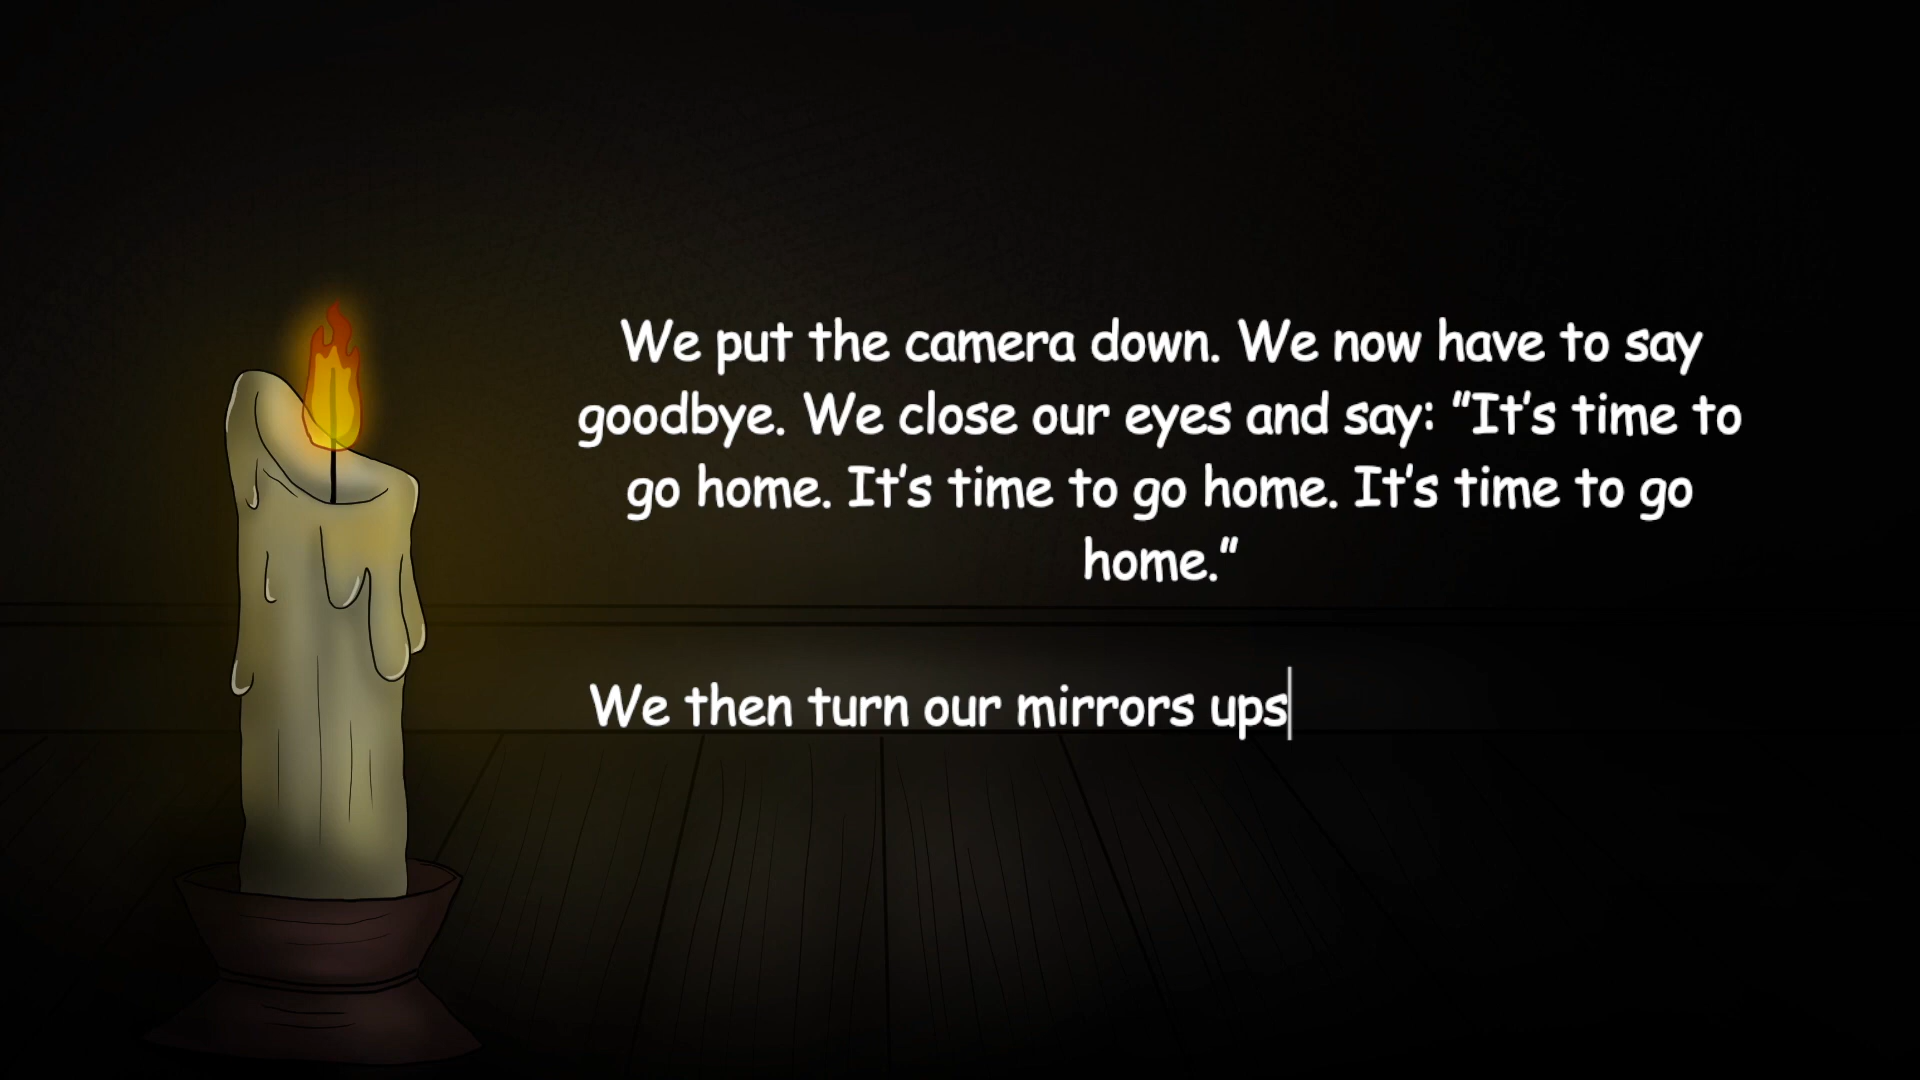 We put the camera down. We now have to say
goodbye. We close our eyes and say: "It's time to
go home. It's time to go home. It's time to go
home."
We then turn our mirrors ups